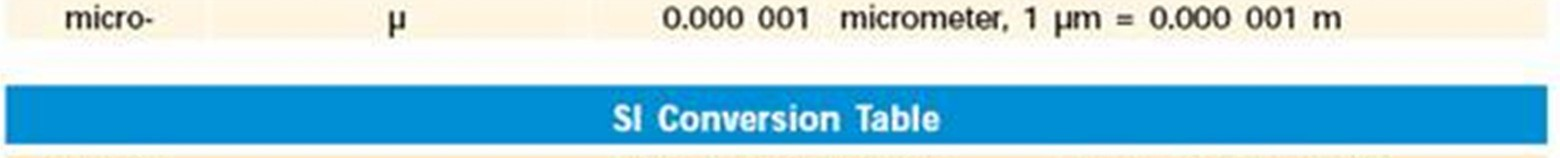 micro- μ 0.000 001 micrometer, 1 μm = 0.000 001 m
SI Conversion Table